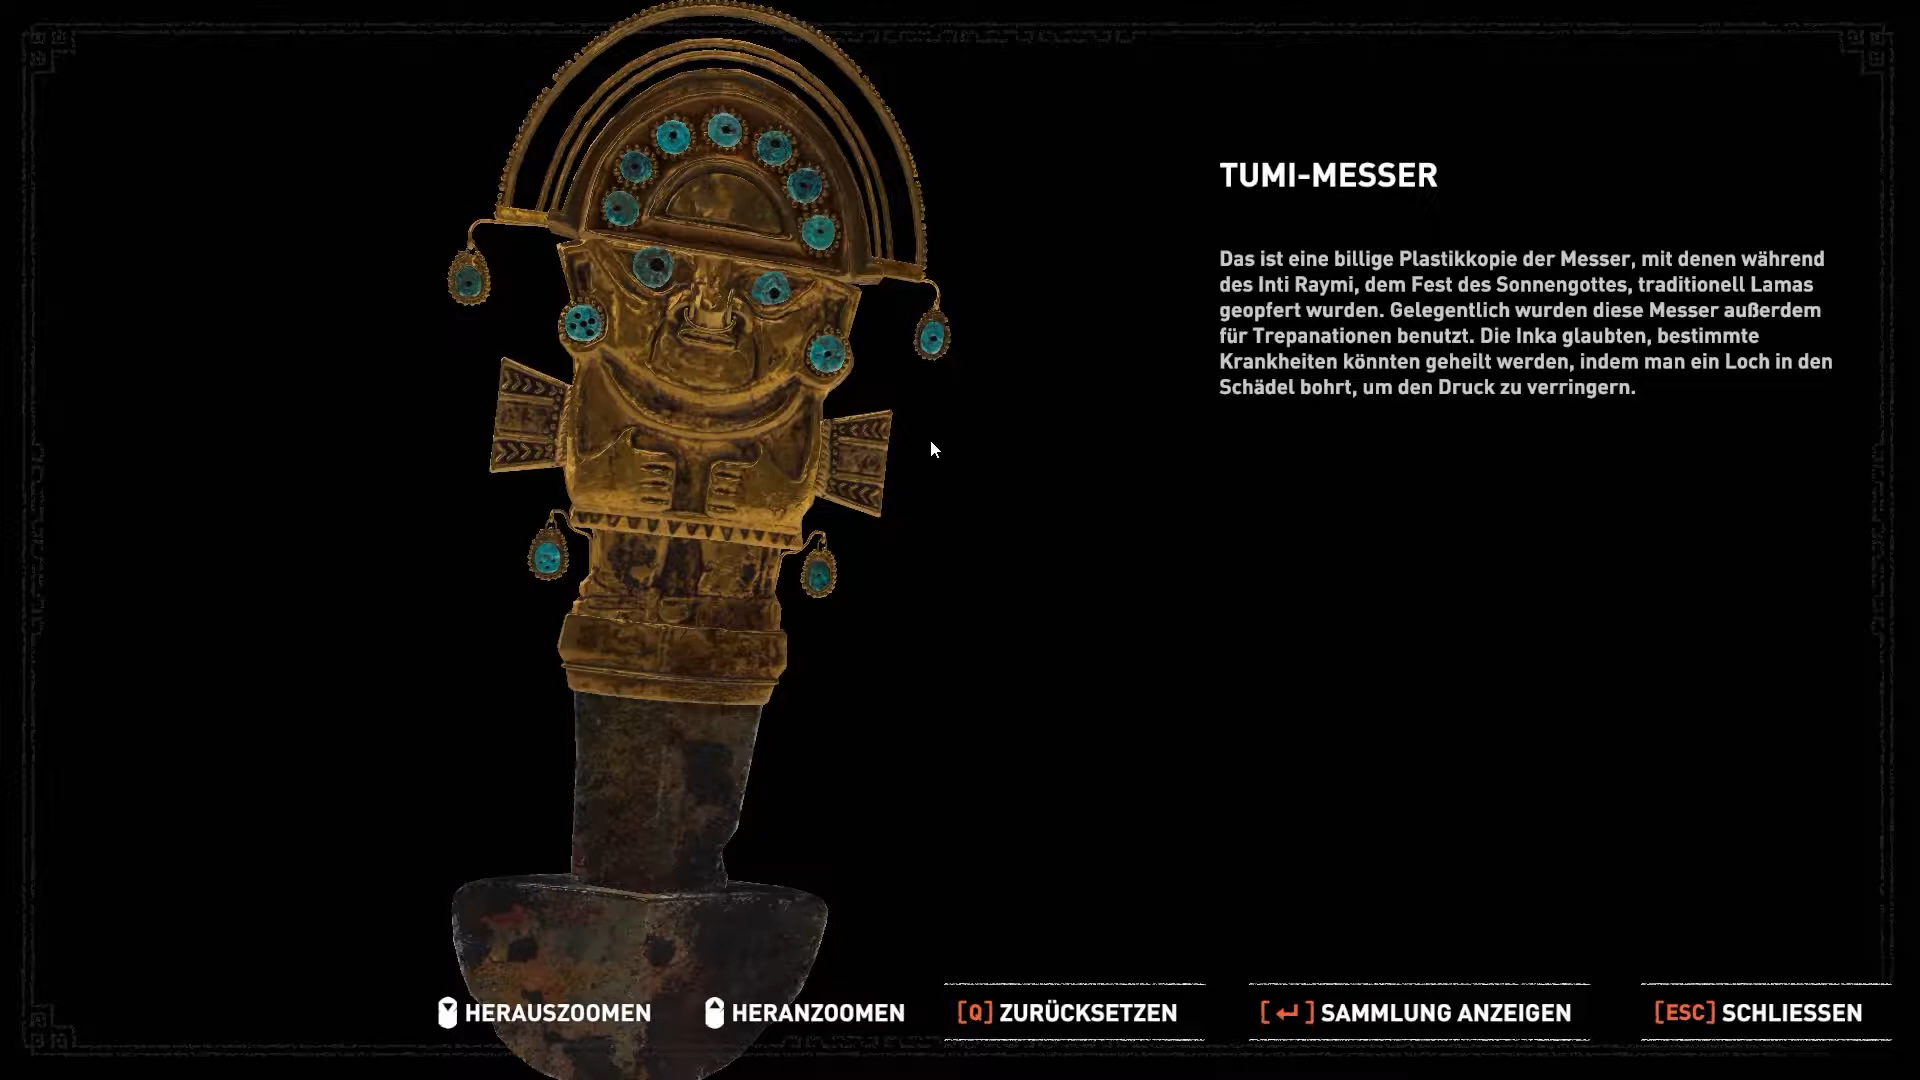 TUMI-MESSER
Das ist eine billige Plastikkopie der Messer, mit denen während
des Inti Raymi, dem Fest des Sonnengottes, traditionell Lamas
geopfert wurden. Gelegentlich wurden diese Messer außerdem
für Trepanationen benutzt. Die Inka glaubten, bestimmte
Krankheiten könnten geheilt werden, indem man ein Loch in den
Schädel bohrt, um den Druck zu verringern.
HERAUSZOOMEN HERANZOOMEN [Q] ZURÜCKSETZEN [↵] SAMMLUNG ANZEIGEN [ESC] SCHLIESSEN